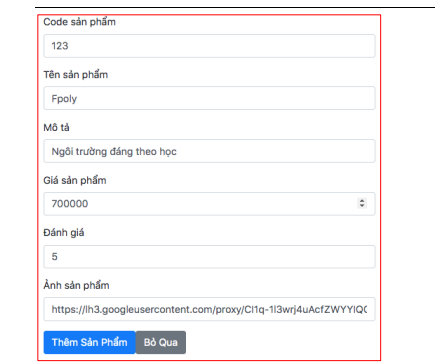 Code sản phẩm
123
Tên sản phẩm
Fpoly
Mô tả
Ngôi trường đáng theo học
Giá sản phẩm
700000
Đánh giá
5
Ảnh sản phẩm
https://lh3.googleusercontent.com/proxy/Cl1q-1l3wrj4uAcfZWYYlQ(
Thêm Sản Phẩm Bỏ Qua